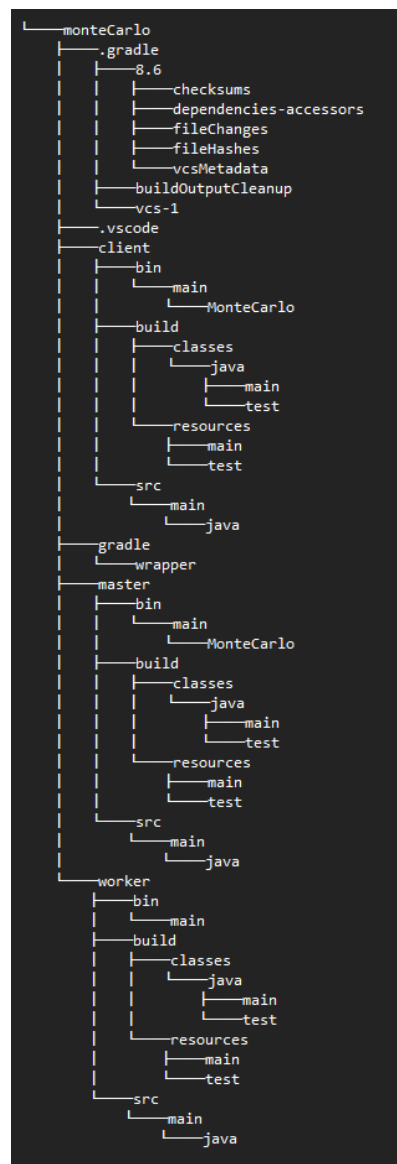 └───monteCarlo
    ├───.gradle
    │   ├───8.6
    │   │   ├───checksums
    │   │   ├───dependencies-accessors
    │   │   ├───fileChanges
    │   │   ├───fileHashes
    │   │   └───vcsMetadata
    │   ├───buildOutputCleanup
    │   └───vcs-1
    ├───.vscode
    ├───client
    │   ├───bin
    │   │   └───main
    │   │       └───MonteCarlo
    │   ├───build
    │   │   ├───classes
    │   │   │   └───java
    │   │   │       ├───main
    │   │   │       └───test
    │   │   └───resources
    │   │       ├───main
    │   │       └───test
    │   └───src
    │       └───main
    │           └───java
    ├───gradle
    │   └───wrapper
    ├───master
    │   ├───bin
    │   │   └───main
    │   │       └───MonteCarlo
    │   ├───build
    │   │   ├───classes
    │   │   │   └───java
    │   │   │       ├───main
    │   │   │       └───test
    │   │   └───resources
    │   │       ├───main
    │   │       └───test
    │   └───src
    │       └───main
    │           └───java
    └───worker
        ├───bin
        │   └───main
        ├───build
        │   ├───classes
        │   │   └───java
        │   │       ├───main
        │   │       └───test
        │   └───resources
        │       ├───main
        │       └───test
        └───src
            └───main
                └───java